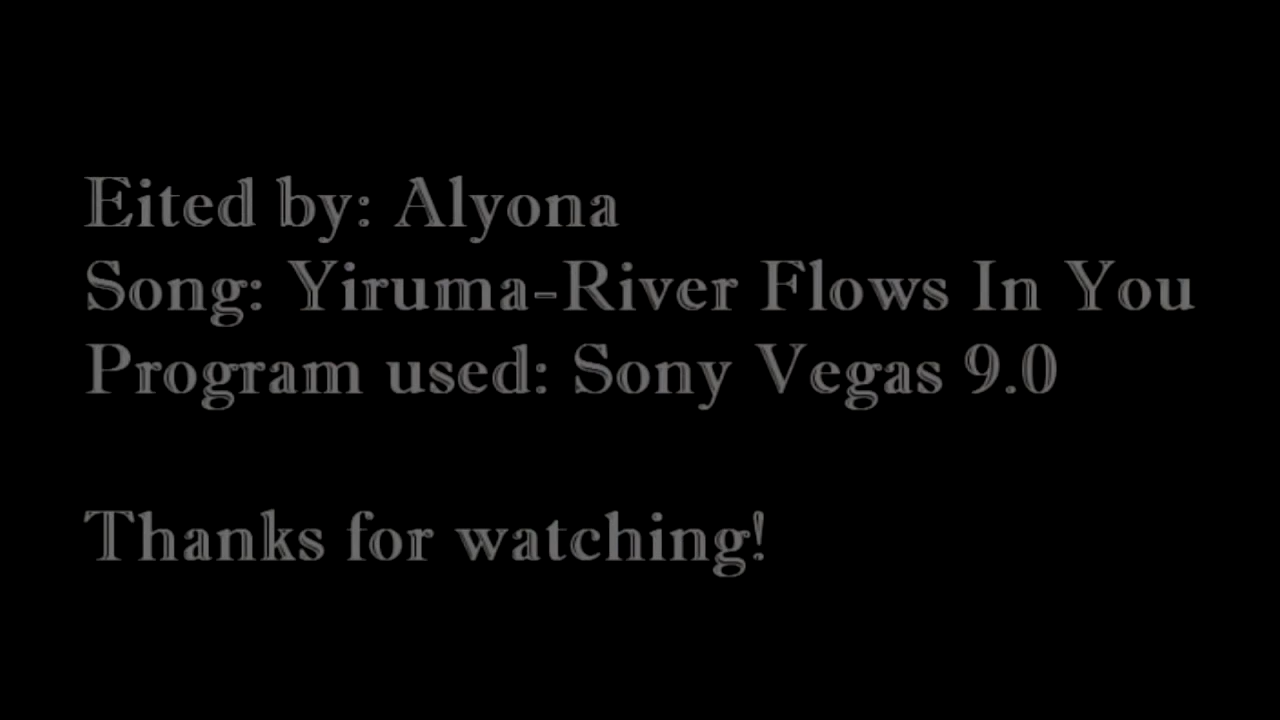 Eited by: Alyona
Song: Yiruma-River Flows In You
Program used: Sony Vegas 9.0
Thanks for watching!